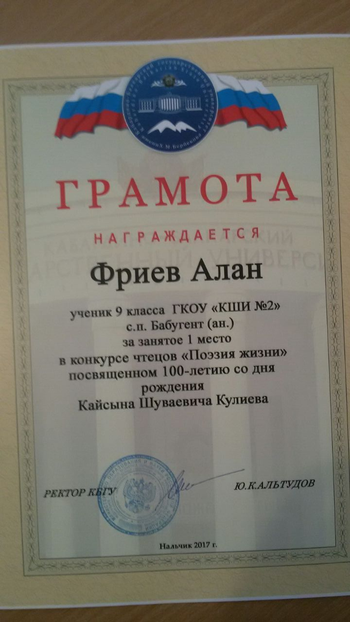 ГРАМОТА
НАГРАЖДАЕТСЯ
Фриев Алан
ученик 9 класса ГКОУ «КШИ №2»
с.п. Бабугент (ан.)
за занятое 1 место
в конкурсе чтецов «Поэзия жизни»
посвященном 100-летию со дня
рождения
Кайсына Шуваевича Кулиева
РЕКТОР КБГУ Ю.К.АЛЬТУДОВ
Нальчик 2017 г.